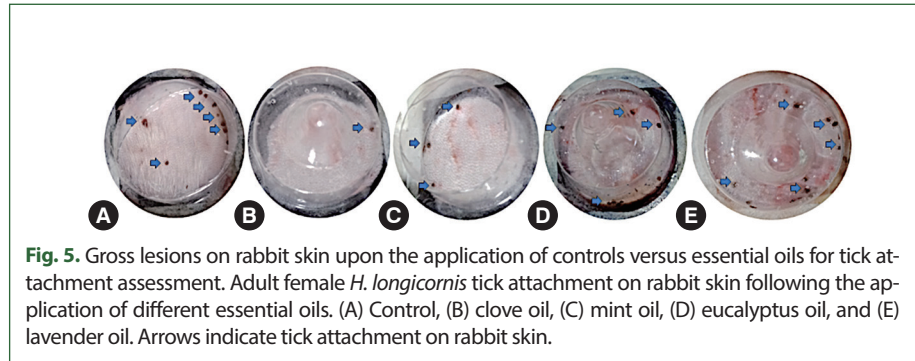 A B C D E
Fig. 5. Gross lesions on rabbit skin upon the application of controls versus essential oils for tick at-
tachment assessment. Adult female H. longicornis tick attachment on rabbit skin following the ap-
plication of different essential oils. (A) Control, (B) clove oil, (C) mint oil, (D) eucalyptus oil, and (E)
lavender oil. Arrows indicate tick attachment on rabbit skin.